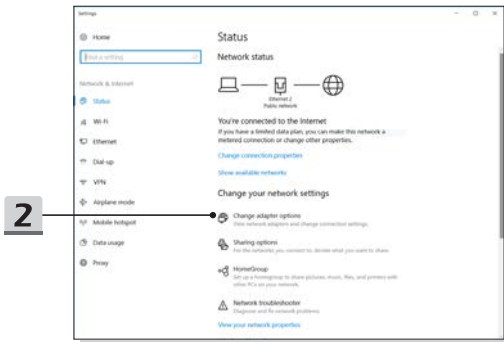 Settings
Home
Find a setting
Network & Internet
Status
Wi-Fi
Ethernet
Dial-up
VPN
Airplane mode
Mobile hotspot
Data usage
Proxy
2
Status
Network status
Ethernet 2
Public network
You're connected to the Internet
If you have a limited data plan, you can make this network a
metered connection or change other properties.
Change connection properties
Show available networks
Change your network settings
Change adapter options
View network adapters and change connection settings.
Sharing options
For the networks you connect to, decide what you want to share.
HomeGroup
Set up a homegroup to share pictures, music, files, and printers with
other PCs on your network.
Network troubleshooter
Diagnose and fix network problems.
View your network properties